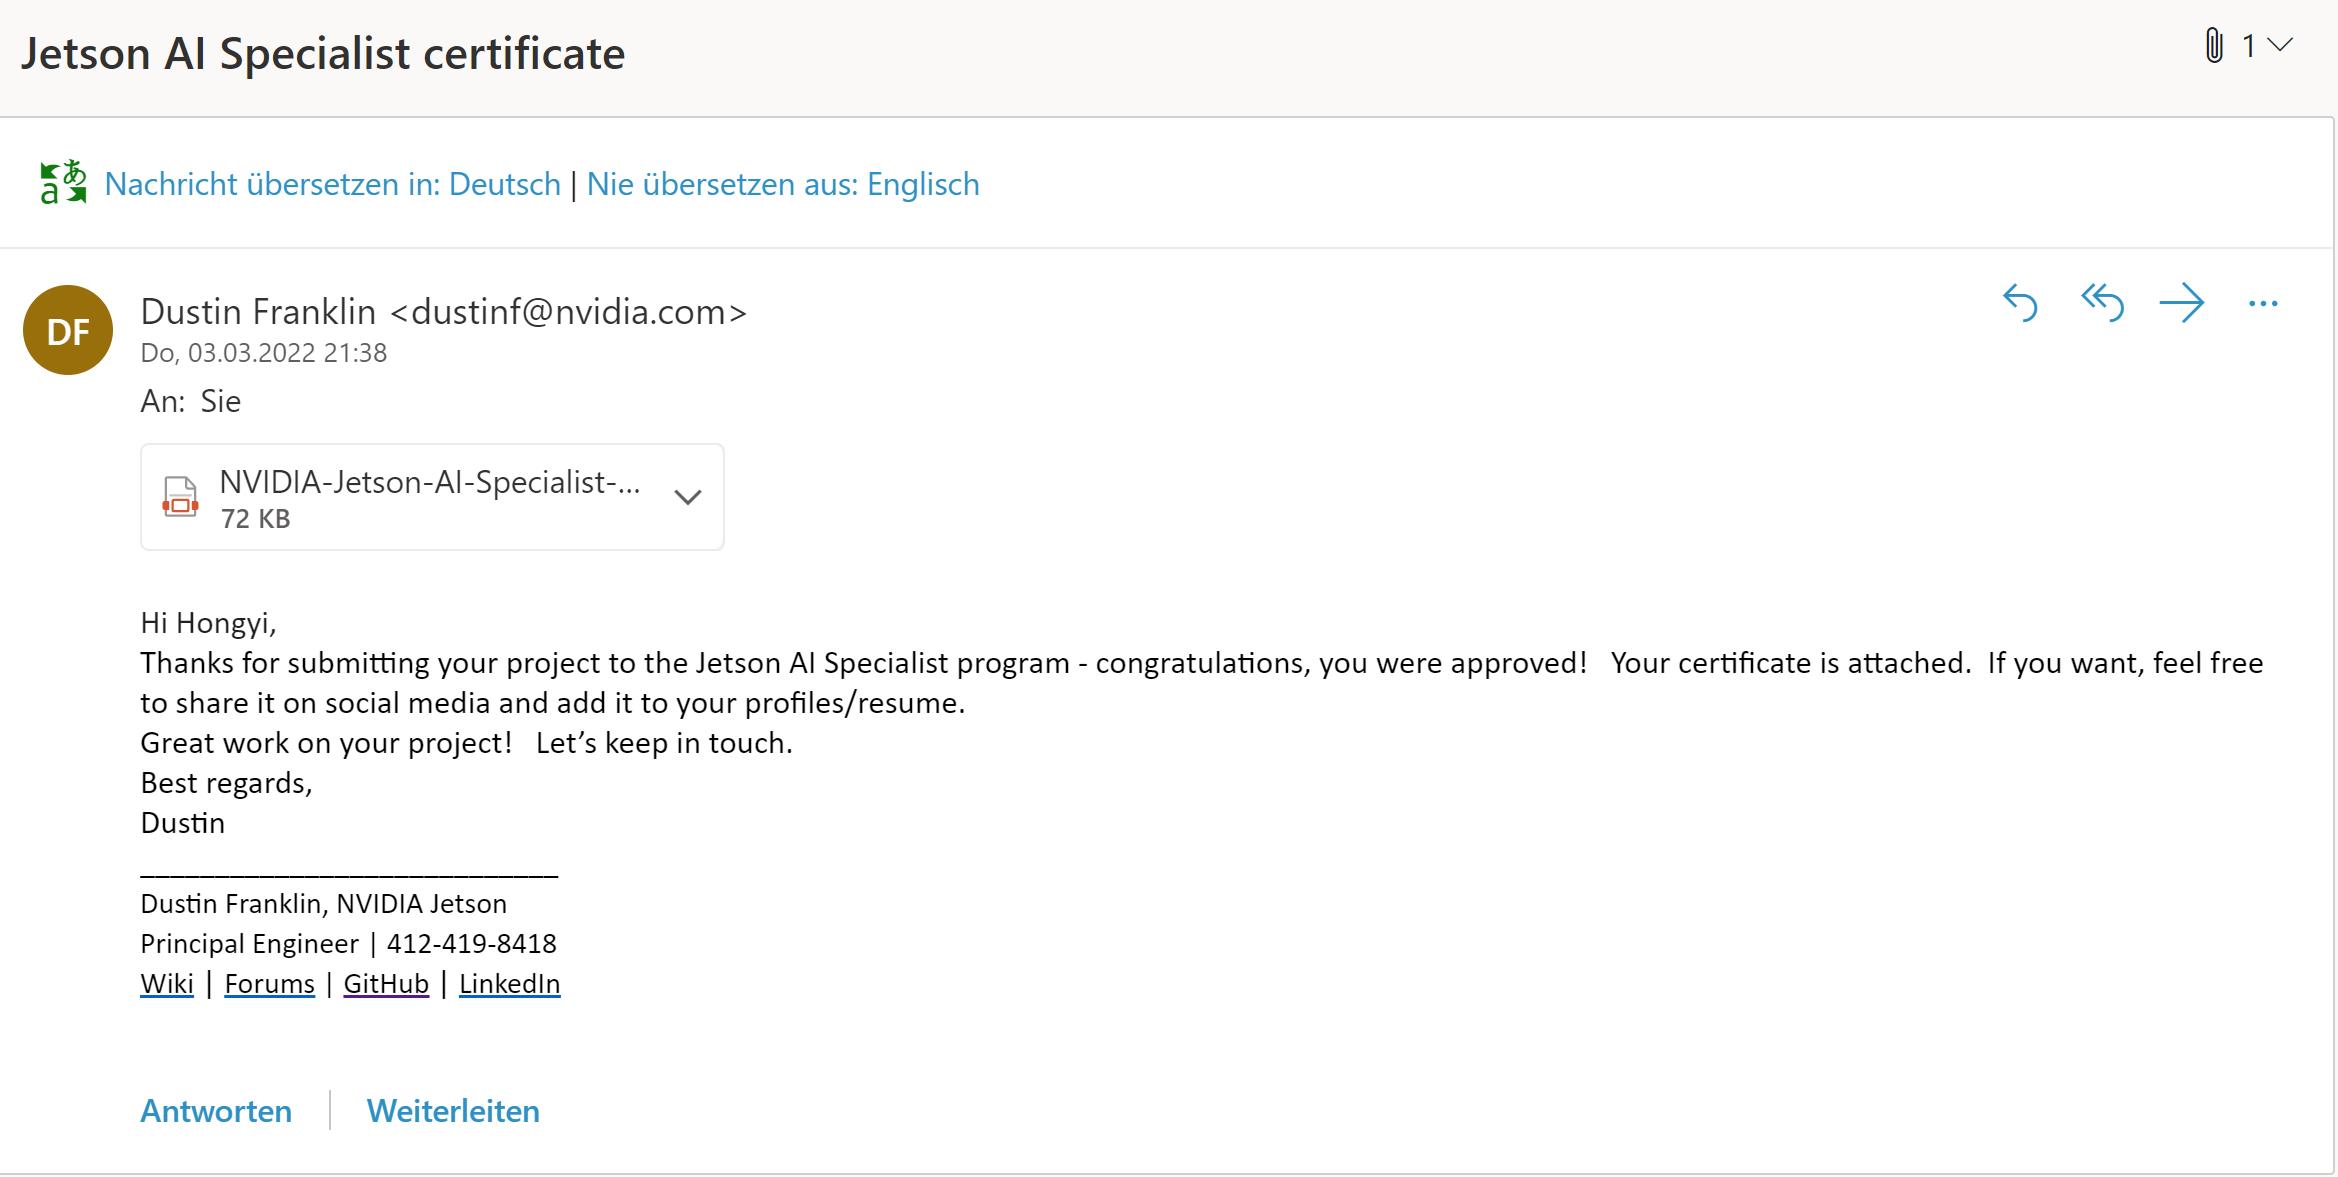 Jetson AI Specialist certificate
1
Nachricht übersetzen in: Deutsch | Nie übersetzen aus: Englisch
DF
Dustin Franklin <dustinf@nvidia.com>
Do, 03.03.2022 21:38
An: Sie
NVIDIA-Jetson-AI-Specialist-...
72 KB
Hi Hongyi,
Thanks for submitting your project to the Jetson AI Specialist program - congratulations, you were approved!   Your certificate is attached.  If you want, feel free
to share it on social media and add it to your profiles/resume.
Great work on your project!   Let’s keep in touch.
Best regards,
Dustin
____________________________
Dustin Franklin, NVIDIA Jetson
Principal Engineer | 412-419-8418
Wiki | Forums | GitHub | LinkedIn
Antworten | Weiterleiten